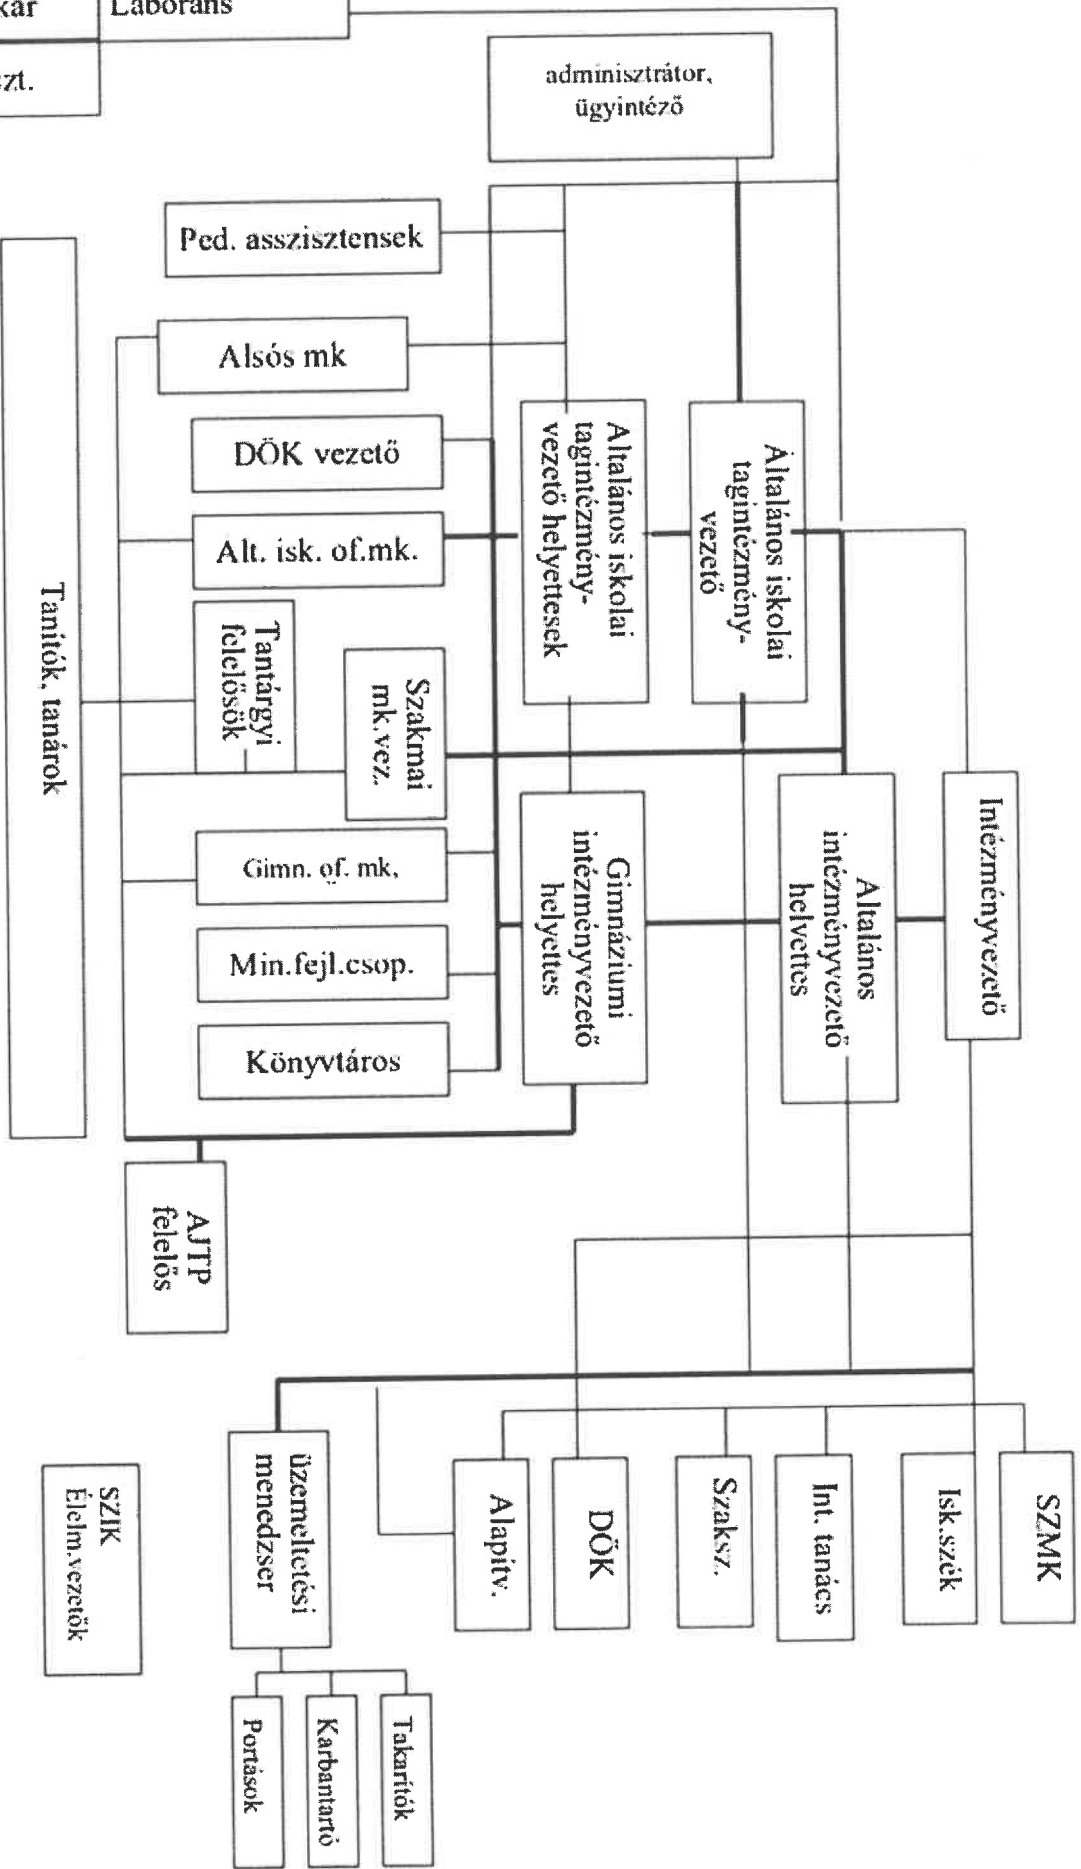 Laboráns
zt.
adminisztrátor,
ügyintéző
Ped. asszisztensek
Alsós mk
DÖK vezető
Alt. isk. of.mk.
Tantárgyi
felelősök
Szakmai
mk.vez.
Gimn. of. mk,
Min.fejl.csop.
Könyvtáros
Tanítók, tanárok
AJTP
felelős
Általános iskolai
tagintézmény-
vezető helyettesek
Általános iskolai
tagintézmény-
vezető
Gimnáziumi
intézményvezető
helyettes
Általános
intézményvezető
helyettes
Intézményvezető
SZMK
Isk.szék
Int. tanács
Szaksz.
DÖK
Alapítv.
üzemeltetési
menedzser
SZIK
Élelm.vezetők
Takarítók
Karbantartó
Portások